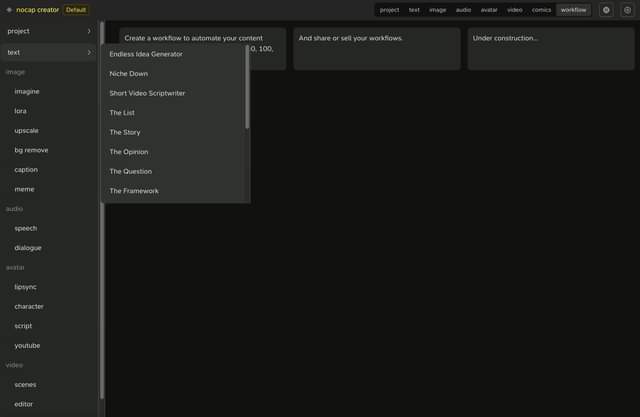 nocap creator Default
project text image audio avatar video comics workflow
project
text
image
imagine
lora
upscale
bg remove
caption
meme
audio
speech
dialogue
avatar
lipsync
character
script
youtube
video
scenes
editor
Endless Idea Generator
Niche Down
Short Video Scriptwriter
The List
The Story
The Opinion
The Question
The Framework
Create a workflow to automate your content
0, 100,
And share or sell your workflows.
Under construction...